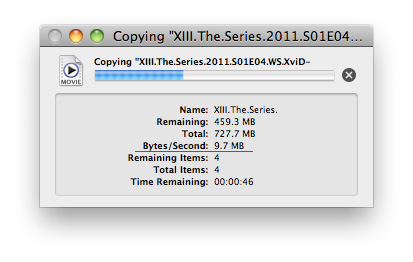 Copying "XIII.The.Series.2011.S01E04...
Copying "XIII.The.Series.2011.S01E04.WS.XviD-
MOVIE
Name: XIII.The.Series.
Remaining: 459.3 MB
Total: 727.7 MB
Bytes/Second: 9.7 MB
Remaining Items: 4
Total Items: 4
Time Remaining: 00:00:46